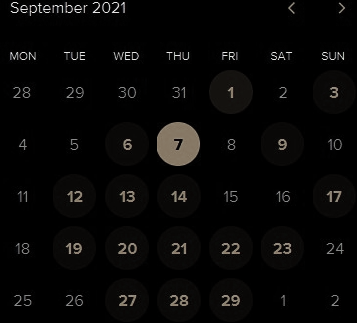 September 2021 < >
MON TUE WED THU FRI SAT SUN
28 29 30 31 1 2 3
4 5 6 7 8 9 10
11 12 13 14 15 16 17
18 19 20 21 22 23 24
25 26 27 28 29 1 2